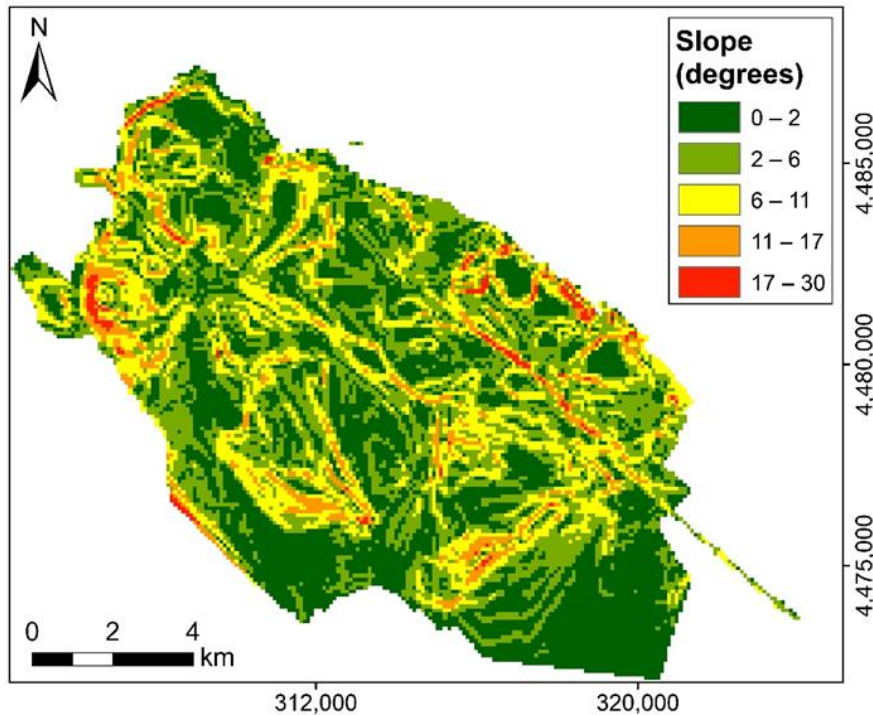 N
Slope
(degrees)
0 – 2
2 – 6
6 – 11
11 – 17
17 – 30
4.485.000
4.480.000
4.475.000
0 2 4
km
312,000 320,000